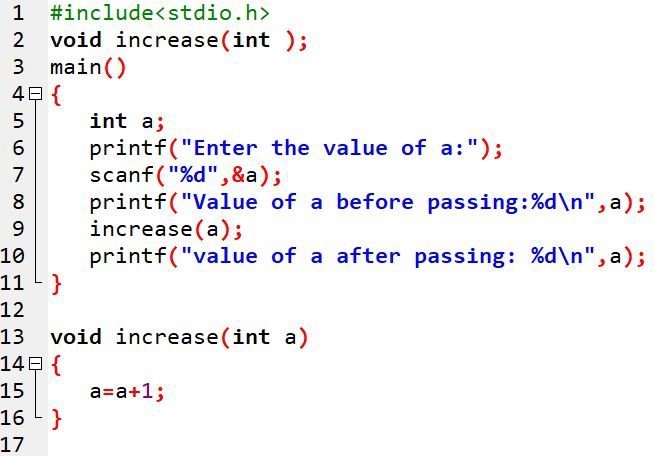 1 #include<stdio.h>
2 void increase(int );
3 main()
4 {
5 int a;
6 printf("Enter the value of a:");
7 scanf("%d",&a);
8 printf("Value of a before passing:%d\n",a);
9 increase(a);
10 printf("value of a after passing: %d\n",a);
11 }
12
13 void increase(int a)
14 {
15 a=a+1;
16 }
17